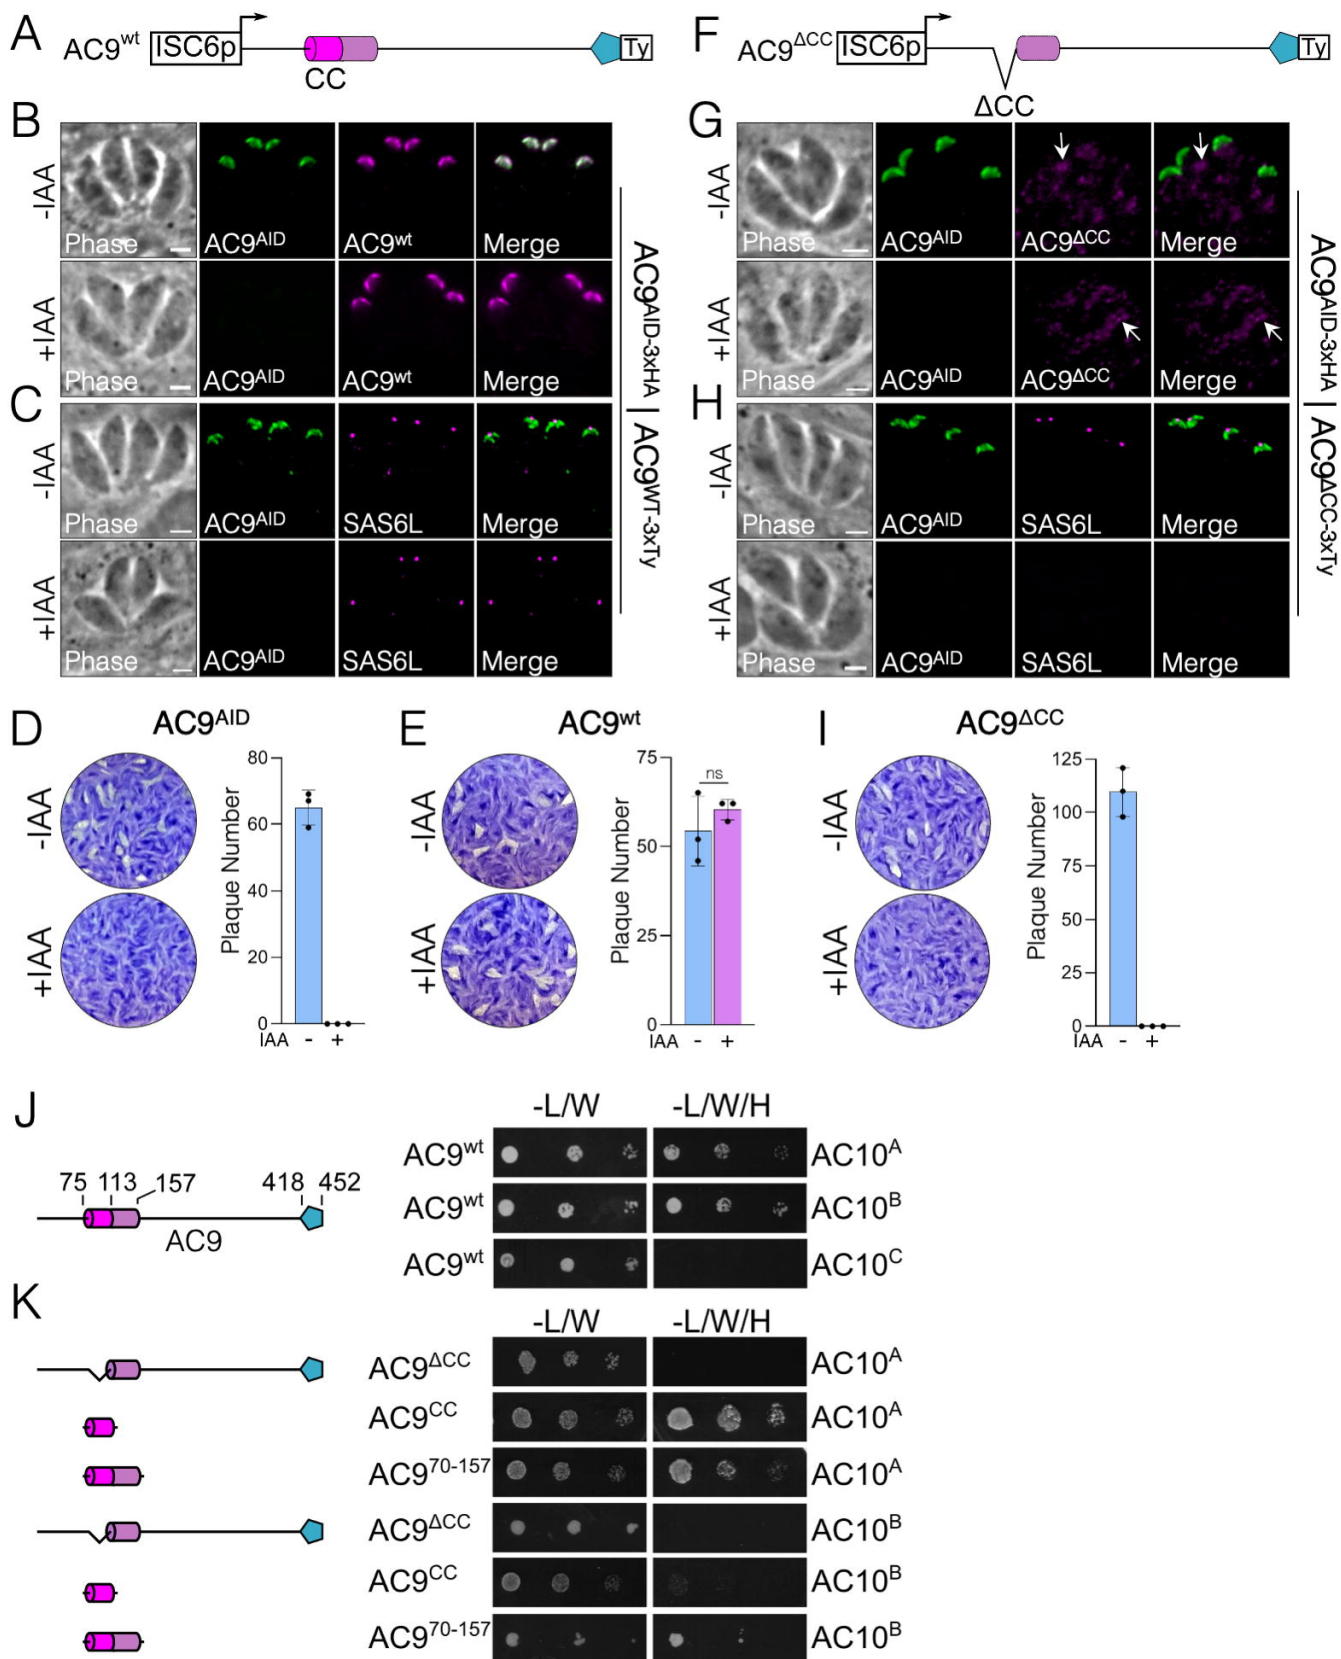 A
AC9wt
ISC6p
CC
Ty
F
AC9ΔCC
ISC6p
ΔCC
Ty
B
-IAA
Phase
AC9AID
AC9wt
Merge
+IAA
Phase
AC9AID
AC9wt
Merge
C
-IAA
Phase
AC9AID
SAS6L
Merge
+IAA
Phase
AC9AID
SAS6L
Merge
AC9AID-3xHA | AC9WT-3xTy
G
-IAA
Phase
AC9AID
AC9ΔCC
Merge
+IAA
Phase
AC9AID
AC9ΔCC
Merge
H
-IAA
Phase
AC9AID
SAS6L
Merge
+IAA
Phase
AC9AID
SAS6L
Merge
AC9AID-3xHA | AC9ΔCC-3xTy
D
AC9AID
-IAA
+IAA
Plaque Number
80
60
40
20
0
IAA - +
E
AC9wt
-IAA
+IAA
Plaque Number
75
50
25
0
ns
IAA - +
I
AC9ΔCC
-IAA
+IAA
Plaque Number
125
100
75
50
25
0
IAA - +
J
75 113 157 418 452
AC9
-L/W -L/W/H
AC9wt AC10A
AC9wt AC10B
AC9wt AC10C
K
-L/W -L/W/H
AC9ΔCC AC10A
AC9CC AC10A
AC970-157 AC10A
AC9ΔCC AC10B
AC9CC AC10B
AC970-157 AC10B